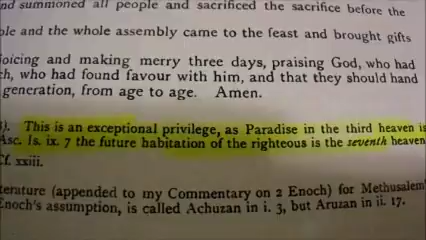 nd summoned all people and sacrificed the sacrifice before the
ple and the whole assembly came to the feast and brought gifts
joicing and making merry three days, praising God, who had
ch, who had found favour with him, and that they should hand
generation, from age to age. Amen.
). This is an exceptional privilege, as Paradise in the third heaven is
Asc. Is. ix. 7 the future habitation of the righteous is the seventh heaven
Cf. xxiii.
terature (appended to my Commentary on 2 Enoch) for Methusalem
Enoch's assumption, is called Achuzan in i. 3, but Aruzan in ii. 17.